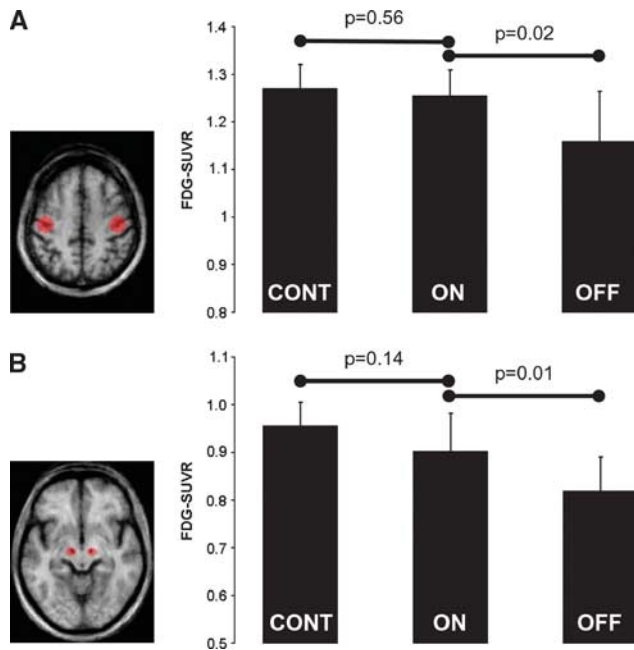 A
p=0.56
p=0.02
FDG-SUVR
1.4
1.3
1.2
1.1
1
0.9
0.8
CONT
ON
OFF
B
p=0.14
p=0.01
FDG-SUVR
1.1
1.0
0.9
0.8
0.7
0.6
0.5
CONT
ON
OFF